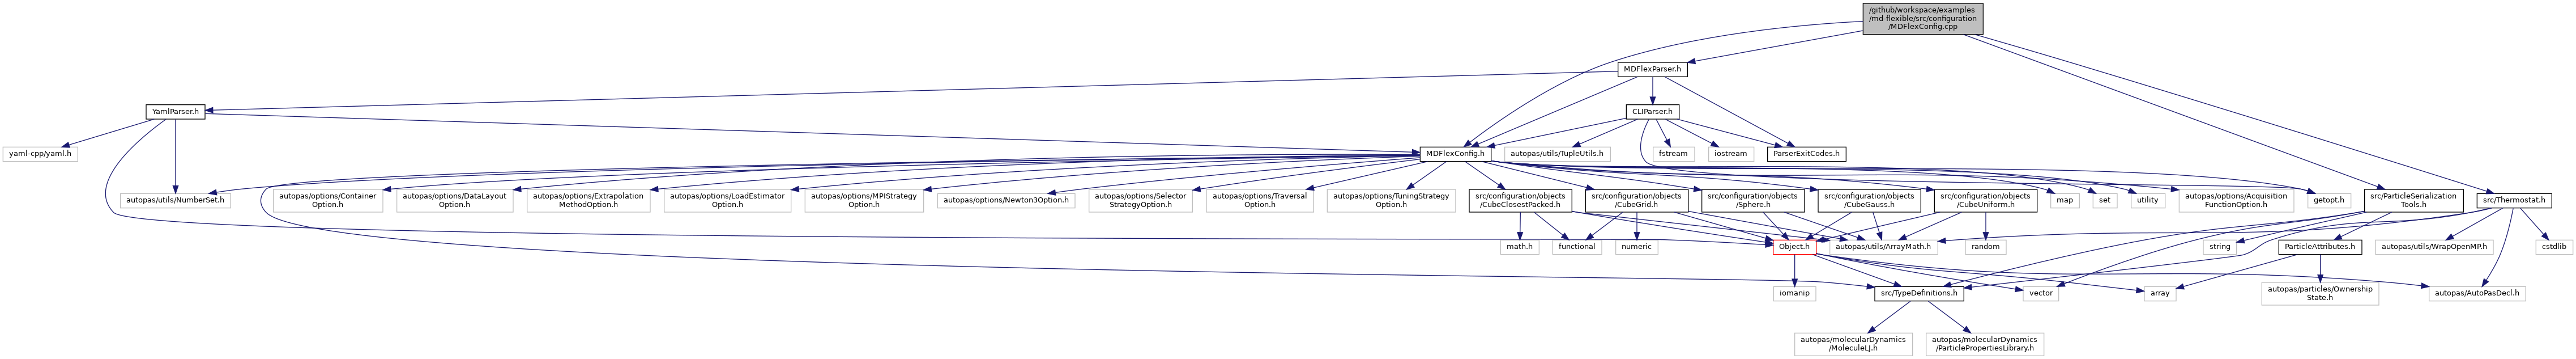 /github/workspace/examples
/md-flexible/src/configuration
/MDFlexConfig.cpp
MDFlexParser.h
YamlParser.h
CLIParser.h
yaml-cpp/yaml.h
MDFlexConfig.h
autopas/utils/TupleUtils.h
fstream
iostream
ParserExitCodes.h
autopas/utils/NumberSet.h
autopas/options/Container
Option.h
autopas/options/DataLayout
Option.h
autopas/options/Extrapolation
MethodOption.h
autopas/options/LoadEstimator
Option.h
autopas/options/MPIStrategy
Option.h
autopas/options/Newton3Option.h
autopas/options/Selector
StrategyOption.h
autopas/options/Traversal
Option.h
autopas/options/TuningStrategy
Option.h
src/configuration/objects
/CubeClosestPacked.h
src/configuration/objects
/CubeGrid.h
src/configuration/objects
/Sphere.h
src/configuration/objects
/CubeGauss.h
src/configuration/objects
/CubeUniform.h
map
set
utility
autopas/options/Acquisition
FunctionOption.h
getopt.h
src/ParticleSerialization
Tools.h
src/Thermostat.h
math.h
functional
numeric
Object.h
autopas/utils/ArrayMath.h
random
string
ParticleAttributes.h
autopas/utils/WrapOpenMP.h
cstdlib
iomanip
src/TypeDefinitions.h
vector
array
autopas/particles/Ownership
State.h
autopas/AutoPasDecl.h
autopas/molecularDynamics
/MoleculeLJ.h
autopas/molecularDynamics
/ParticlePropertiesLibrary.h